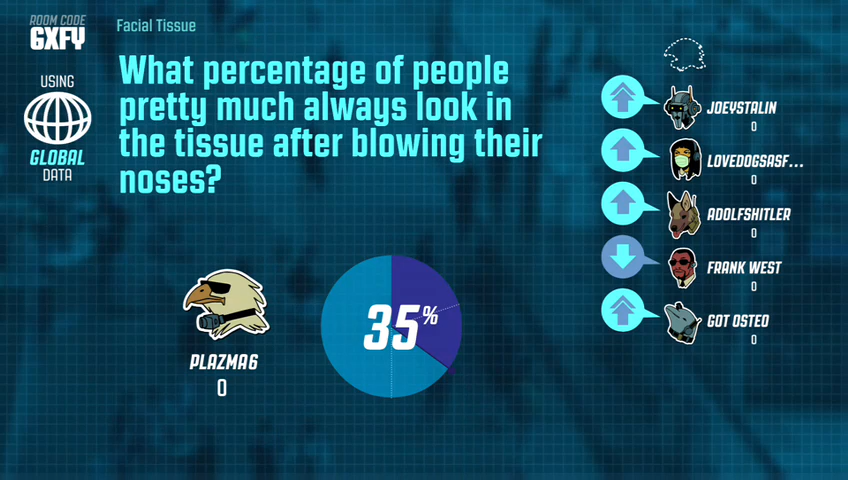 ROOM CODE
6XFY
Facial Tissue
USING
GLOBAL
DATA
What percentage of people
pretty much always look in
the tissue after blowing their
noses?
JOEYSTALIN
0
LOVEDOGSASF...
0
ADOLFSHITLER
0
FRANK WEST
0
GOT OSTEO
0
PLAZMA6
0
35%